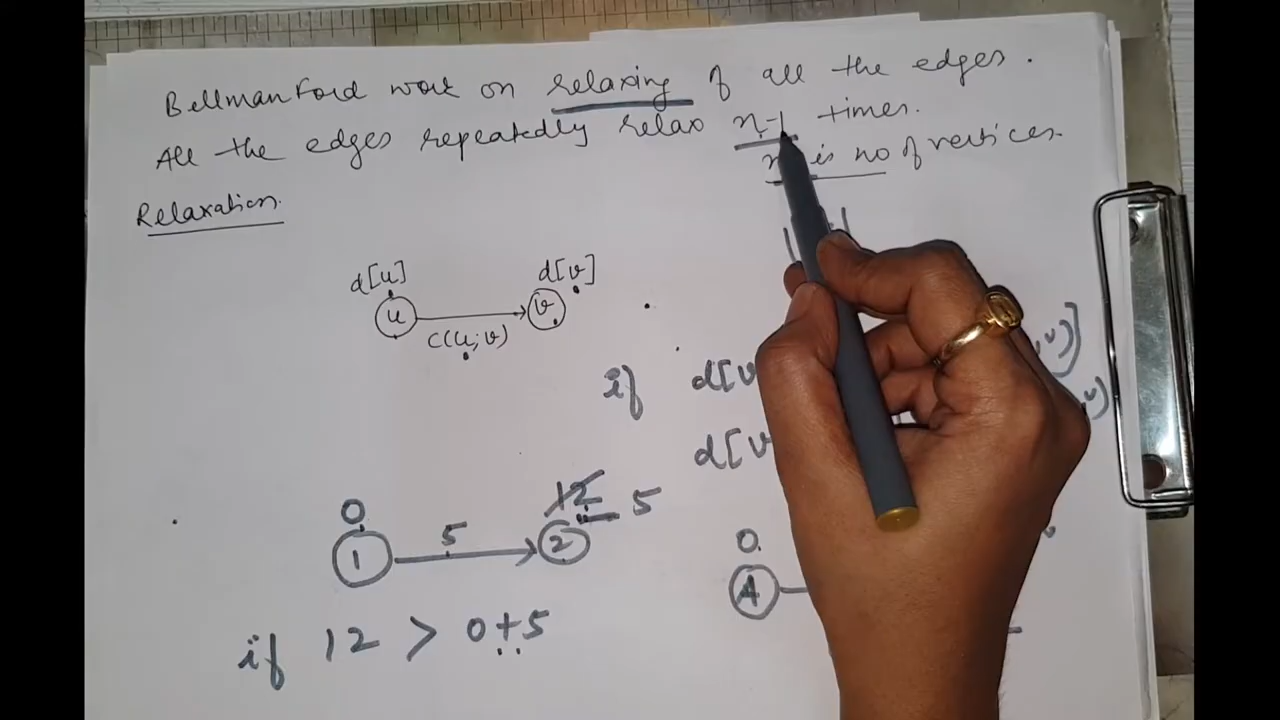 Bellman Ford work on relaxing of all the edges.
All the edges repeatedly relax n-1 times.
n is no of vertices.
Relaxation.
d[u] d[v]
u v
c(u,v)
if d[v
, v)]
d[v
, v)
0 5 12 5
1 2
0.
A
if 12 > 0+5